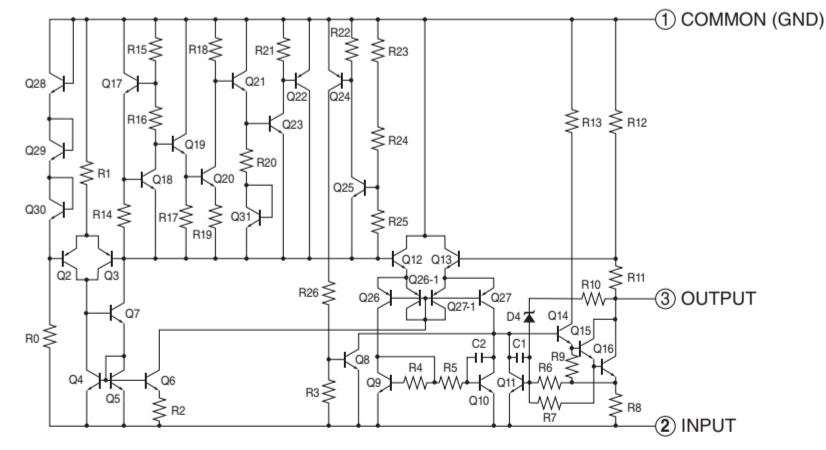 ① COMMON (GND)
R15
R18
R21
R22
R23
Q28
Q17
Q21
Q22
Q24
R16
Q23
R13
R12
Q29
Q19
R24
R1
Q18
R20
Q20
Q25
Q30
R14
R17
R19
Q31
R25
Q2
Q3
Q12
Q13
Q26-1
R11
R26
Q26
Q27-1
Q27
R10
③ OUTPUT
Q7
D4
Q14
Q15
R0
Q8
C2
C1
Q16
R9
Q4
Q5
Q6
R3
Q9
R4
R5
Q10
Q11
R6
R2
R7
R8
② INPUT